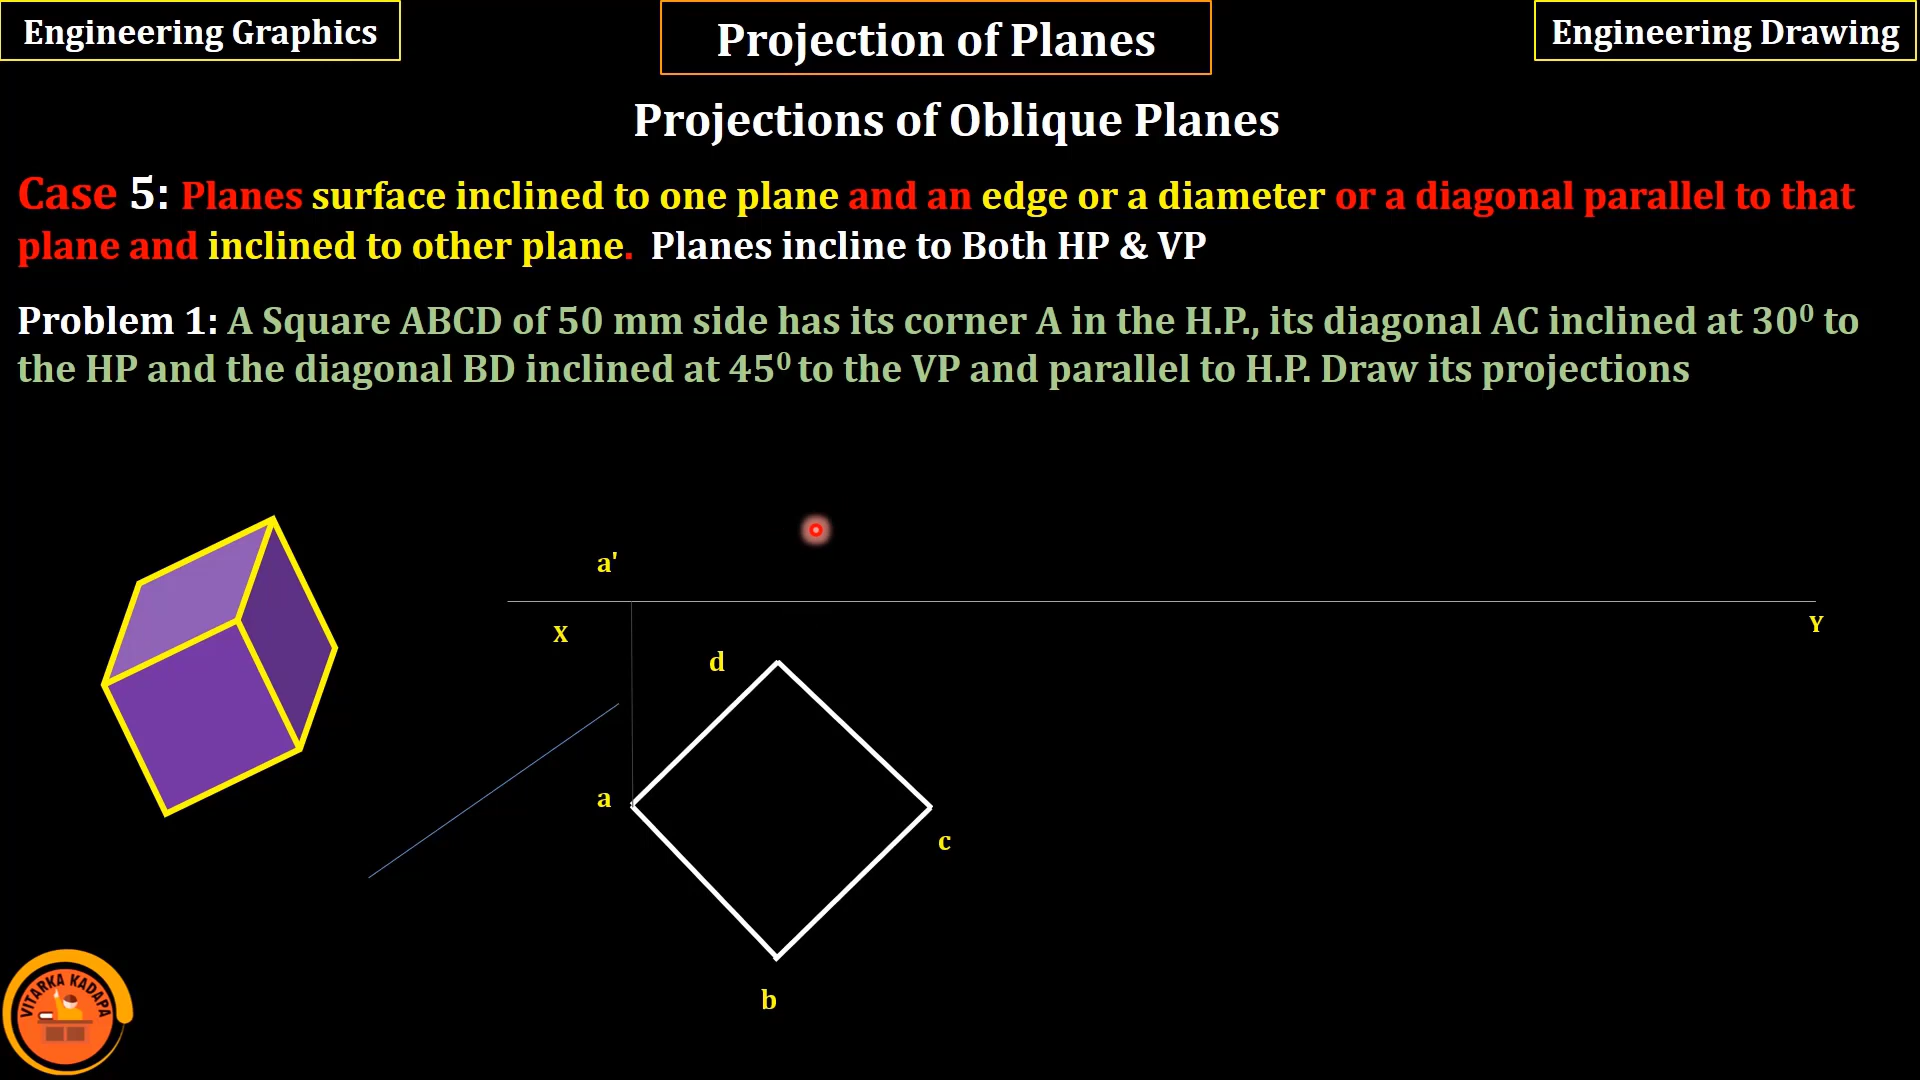 Engineering Graphics
Projection of Planes
Engineering Drawing
Projections of Oblique Planes
Case 5: Planes surface inclined to one plane and an edge or a diameter or a diagonal parallel to that
plane and inclined to other plane. Planes incline to Both HP & VP
Problem 1: A Square ABCD of 50 mm side has its corner A in the H.P., its diagonal AC inclined at 30⁰ to
the HP and the diagonal BD inclined at 45⁰ to the VP and parallel to H.P. Draw its projections
a'
X
Y
d
a
c
b
VITARKA KADAPA